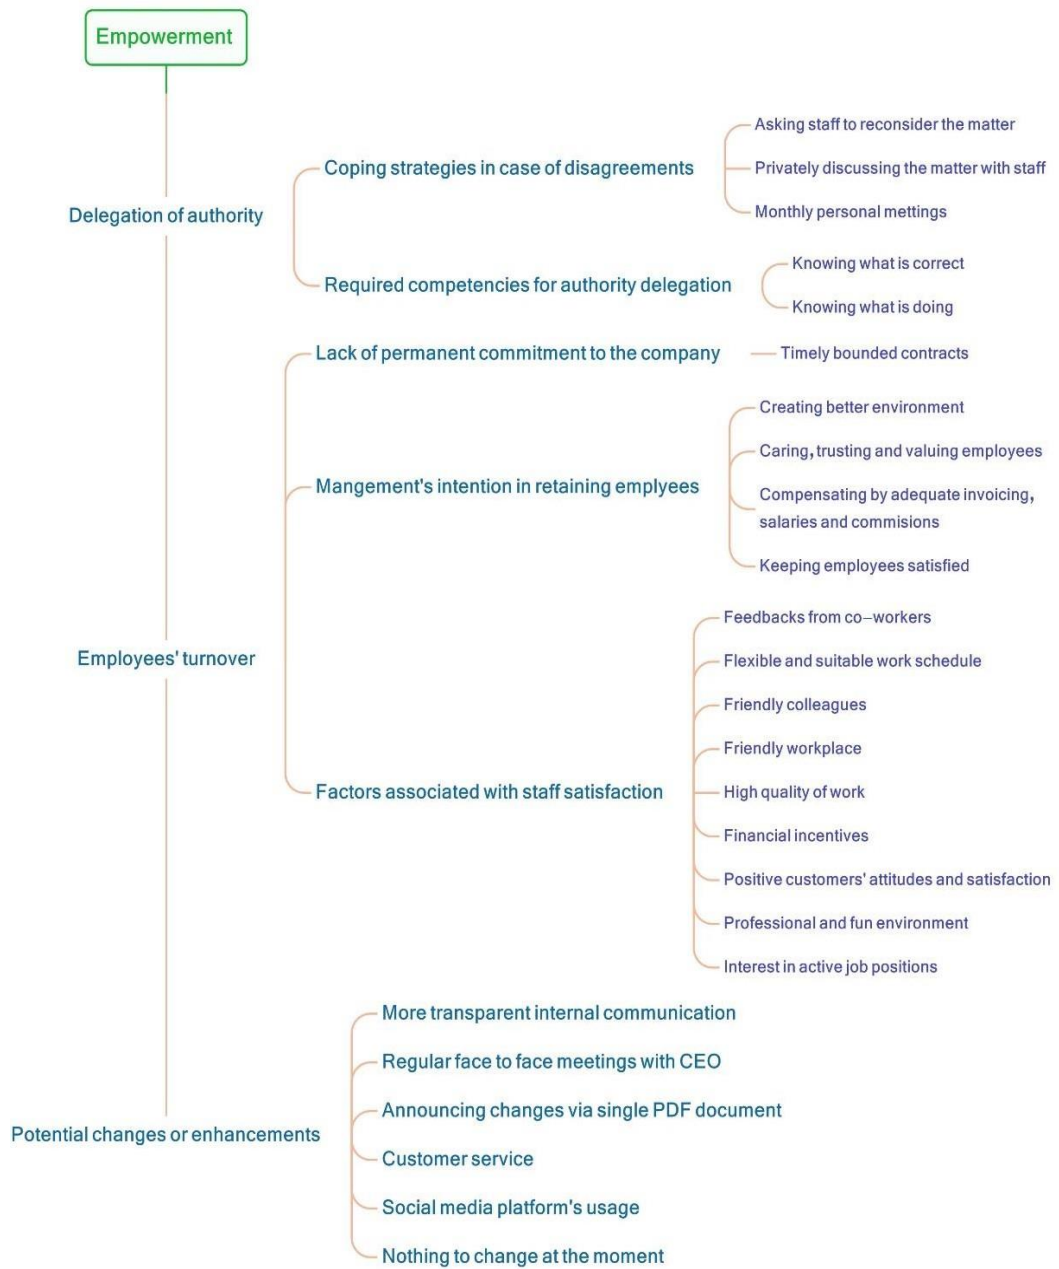 Empowerment
Delegation of authority
Coping strategies in case of disagreements
Asking staff to reconsider the matter
Privately discussing the matter with staff
Monthly personal mettings
Required competencies for authority delegation
Knowing what is correct
Knowing what is doing
Employees' turnover
Lack of permanent commitment to the company
Timely bounded contracts
Mangement's intention in retaining emplyees
Creating better environment
Caring, trusting and valuing employees
Compensating by adequate invoicing,
salaries and commisions
Keeping employees satisfied
Factors associated with staff satisfaction
Feedbacks from co–workers
Flexible and suitable work schedule
Friendly colleagues
Friendly workplace
High quality of work
Financial incentives
Positive customers' attitudes and satisfaction
Professional and fun environment
Interest in active job positions
Potential changes or enhancements
More transparent internal communication
Regular face to face meetings with CEO
Announcing changes via single PDF document
Customer service
Social media platform's usage
Nothing to change at the moment